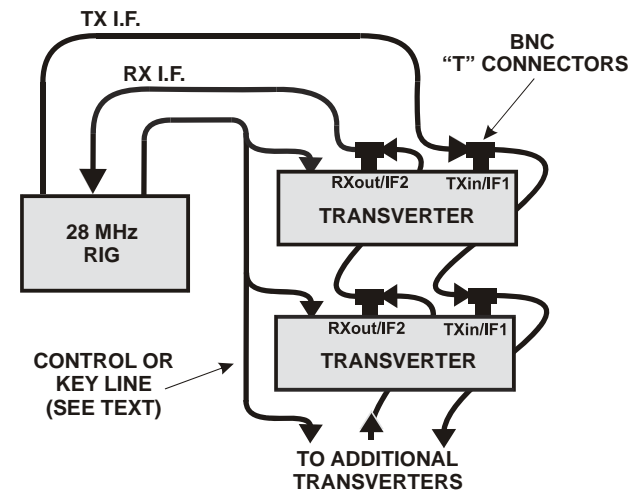 TX I.F.
BNC
“T” CONNECTORS
RX I.F.
RXout/IF2
TXin/IF1
TRANSVERTER
28 MHz
RIG
RXout/IF2
TXin/IF1
TRANSVERTER
CONTROL OR
KEY LINE
(SEE TEXT)
TO ADDITIONAL
TRANSVERTERS